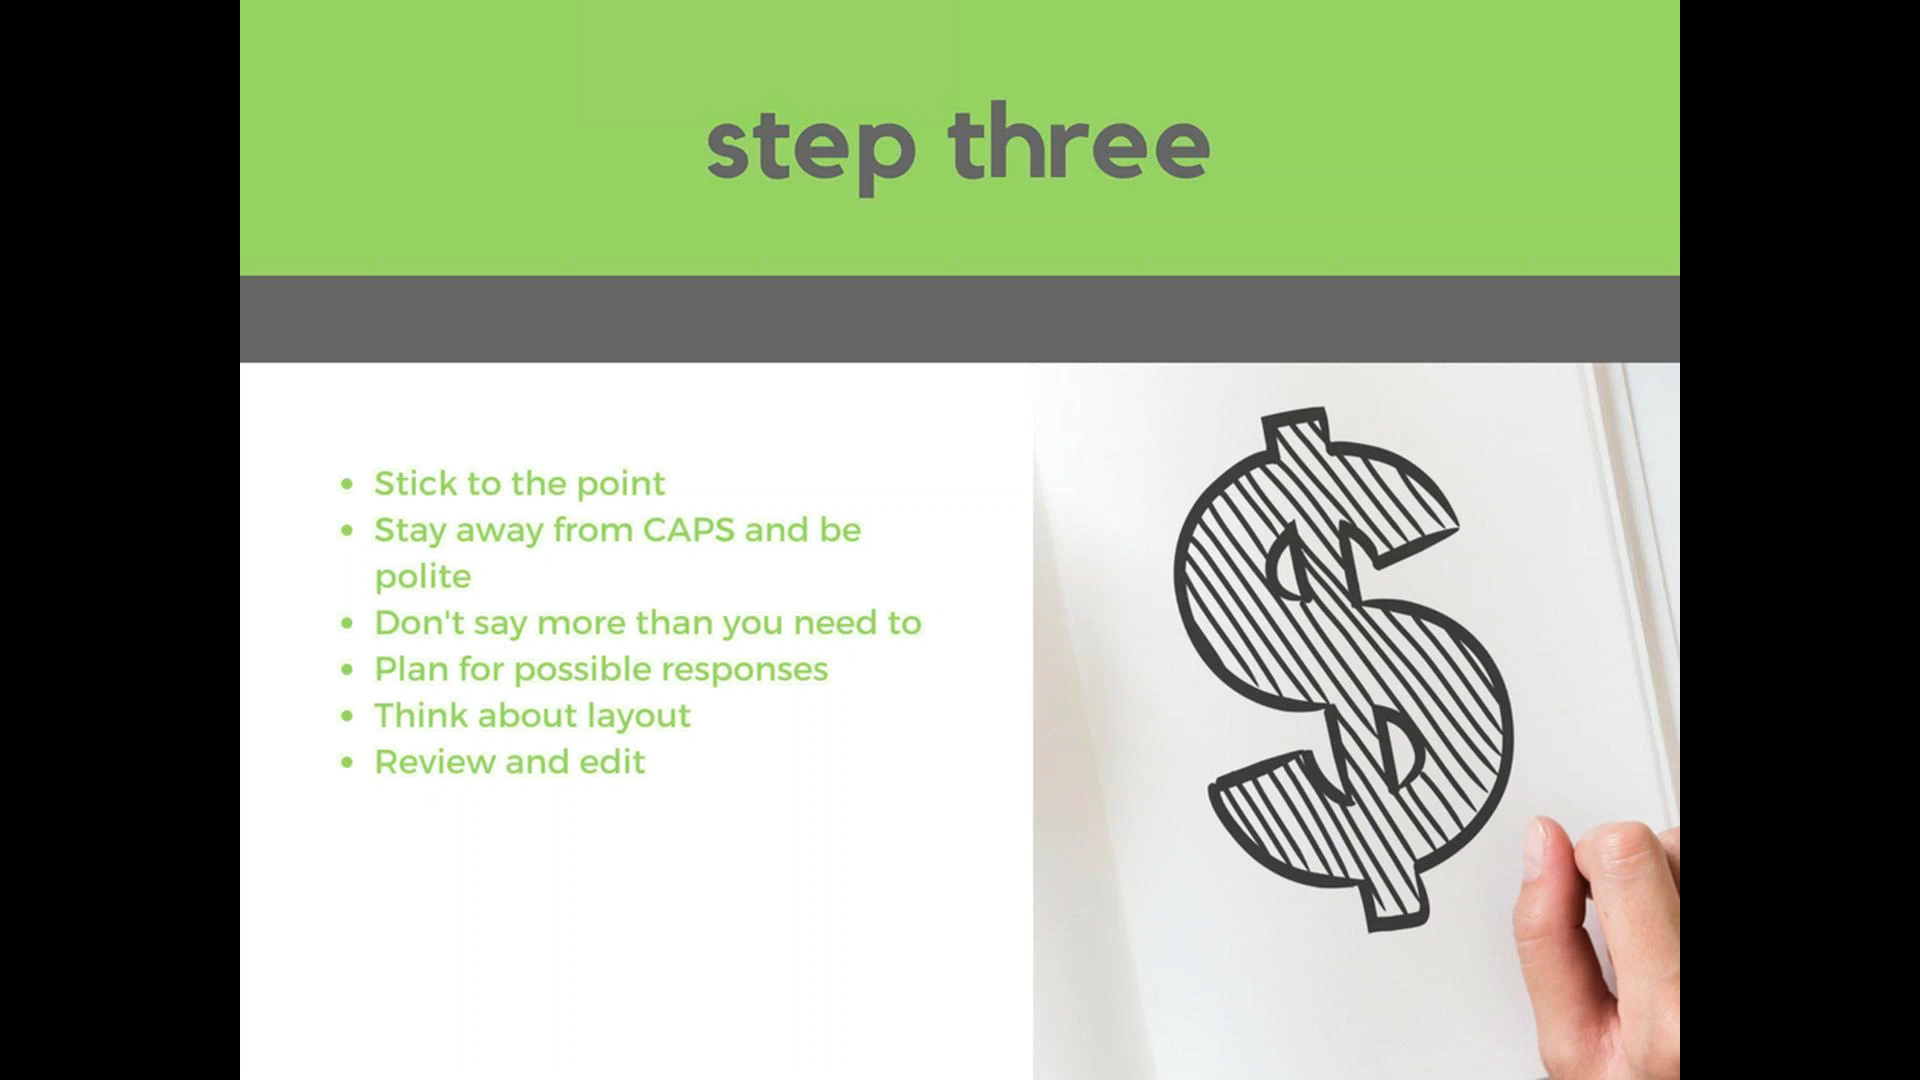 step three
• Stick to the point
• Stay away from CAPS and be
polite
• Don't say more than you need to
• Plan for possible responses
• Think about layout
• Review and edit